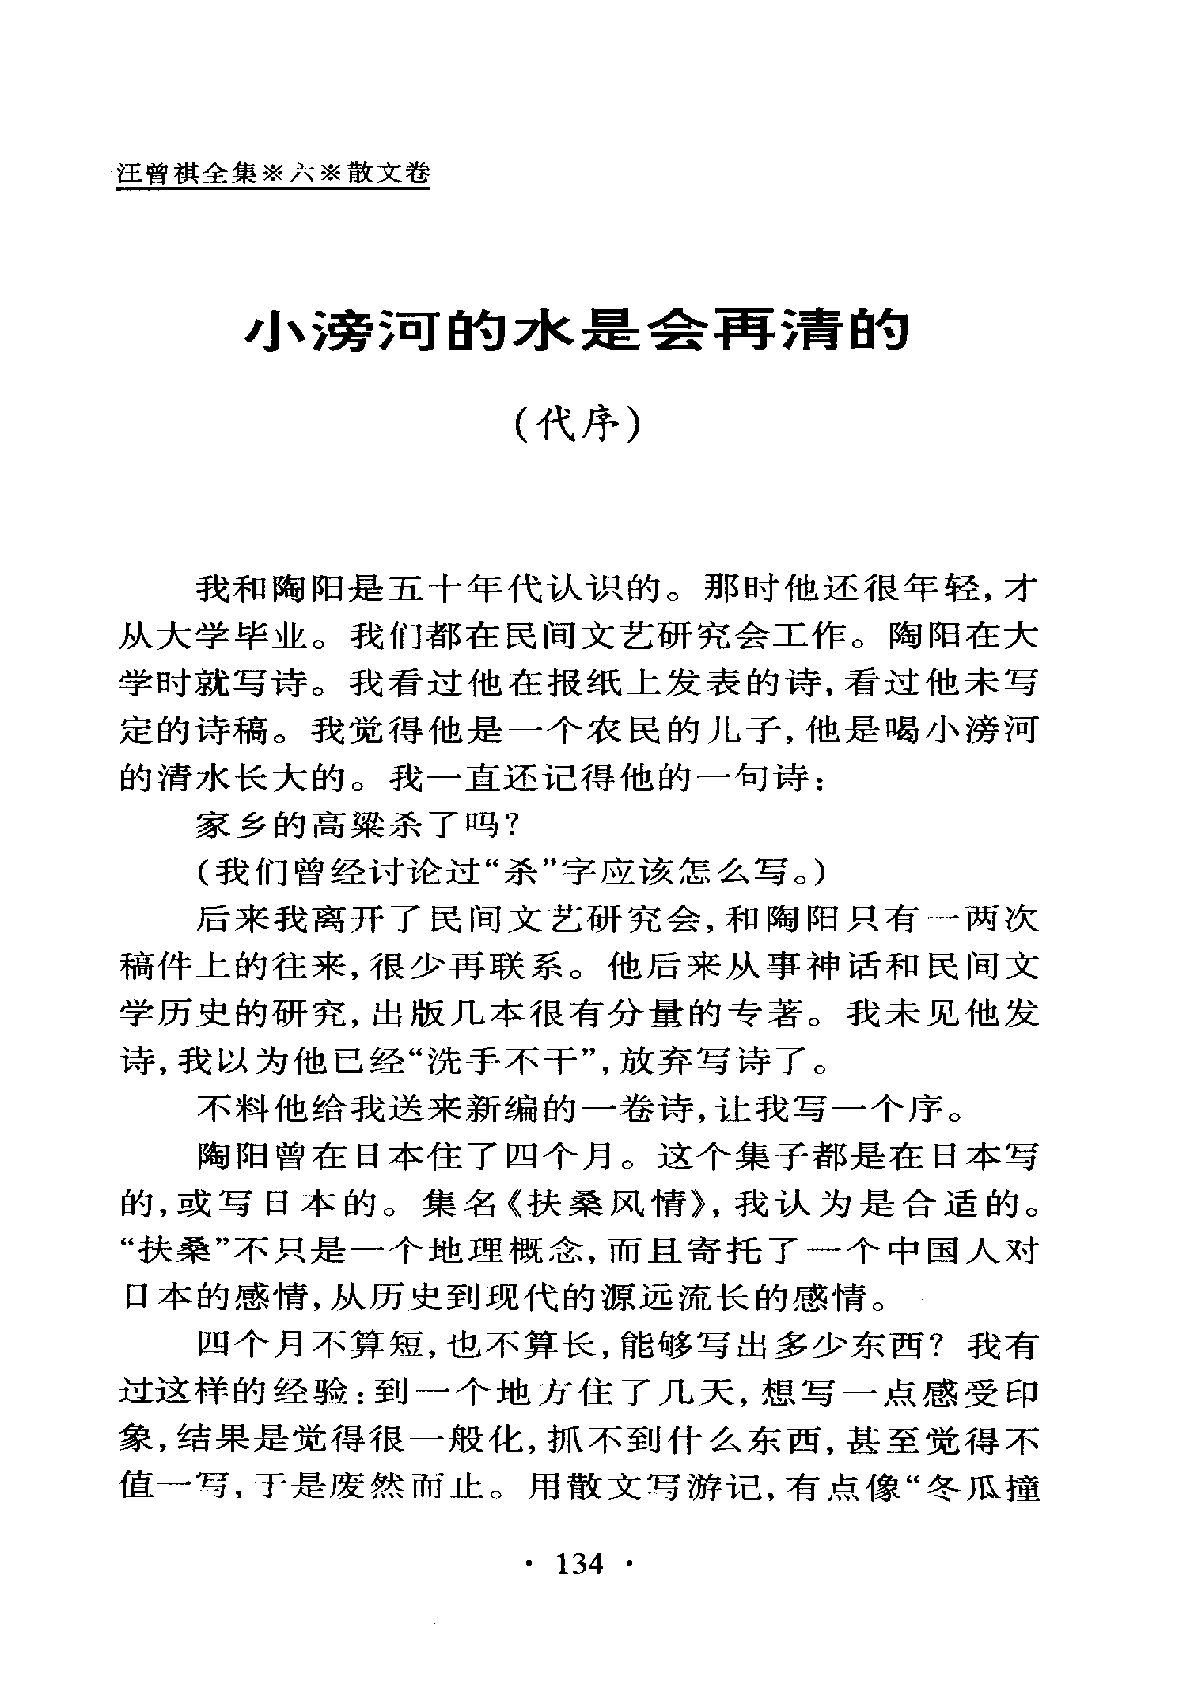 汪曾祺全集※六※散文卷
小滂河的水是会再清的
(代序)
我和陶阳是五十年代认识的。那时他还很年轻,才
从大学毕业。我们都在民间文艺研究会工作。陶阳在大
学时就写诗。我看过他在报纸上发表的诗,看过他未写
定的诗稿。我觉得他是一个农民的儿子,他是喝小滂河
的清水长大的。我一直还记得他的一句诗:
家乡的高粱杀了吗?
(我们曾经讨论过“杀”字应该怎么写。)
后来我离开了民间文艺研究会,和陶阳只有一两次
稿件上的往来,很少再联系。他后来从事神话和民间文
学历史的研究,出版几本很有分量的专著。我未见他发
诗,我以为他已经“洗手不干”,放弃写诗了。
不料他给我送来新编的一卷诗,让我写一个序。
陶阳曾在日本住了四个月。这个集子都是在日本写
的,或写日本的。集名《扶桑风情》,我认为是合适的。
“扶桑”不只是一个地理概念,而且寄托了一个中国人对
日本的感情,从历史到现代的源远流长的感情。
四个月不算短,也不算长,能够写出多少东西?我有
过这样的经验:到一个地方住了几天,想写一点感受印
象,结果是觉得很一般化,抓不到什么东西,甚至觉得不
值一写,于是废然而止。用散文写游记,有点像“冬瓜撞
· 134 ·